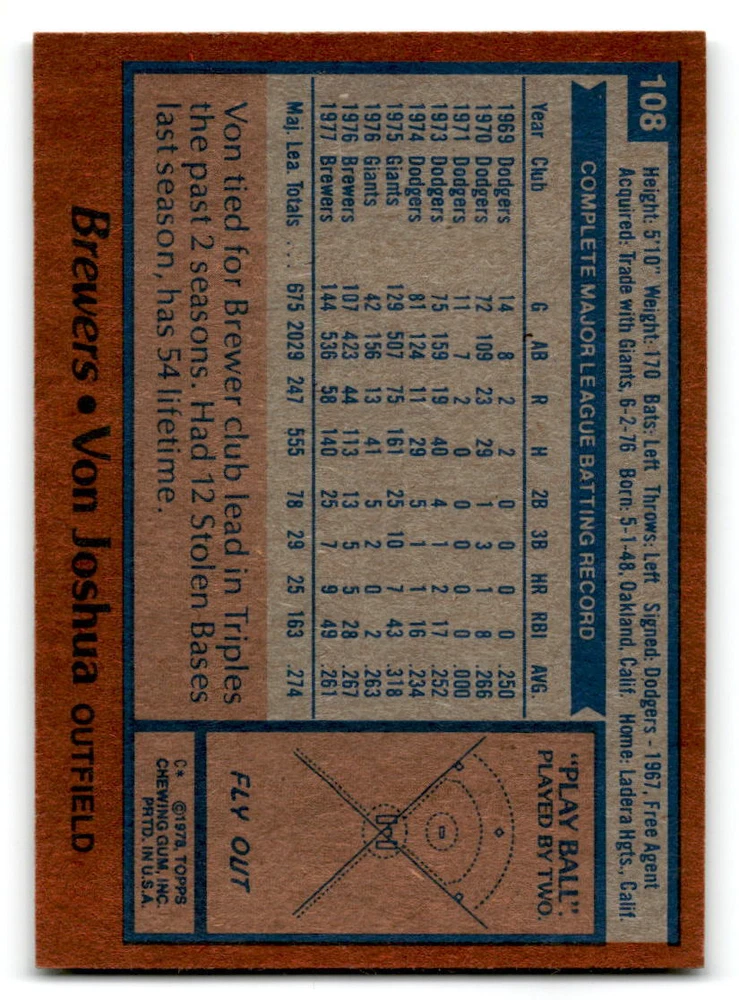 108
Height: 5'10" Weight: 170 Bats: Left Throws: Left Signed: Dodgers - 1967, Free Agent
Acquired: Trade with Giants, 6-2-76 Born: 5-1-48, Oakland, Calif. Home: Ladera Hgts., Calif.
COMPLETE MAJOR LEAGUE BATTING RECORD
Year Club G AB R H 2B 3B HR RBI AVG.
1969 Dodgers 14 8 2 2 0 0 0 0 .250
1970 Dodgers 72 109 23 29 1 3 1 8 .266
1971 Dodgers 11 7 2 0 0 0 0 0 .000
1973 Dodgers 75 159 19 40 4 1 2 17 .252
1974 Dodgers 81 124 11 29 5 1 1 16 .234
1975 Giants 129 507 75 161 25 10 7 43 .318
1976 Giants 42 156 13 41 5 2 0 2 .263
1976 Brewers 107 423 44 113 13 5 5 28 .267
1977 Brewers 144 536 58 140 25 7 9 49 .261
Maj. Lea. Totals . . . 675 2029 247 555 78 29 25 163 .274
Von tied for Brewer club lead in Triples
the past 2 seasons. Had 12 Stolen Bases
last season, has 54 lifetime.
"PLAY BALL"
PLAYED BY TWO.
FLY OUT
C* ©1978, TOPPS
CHEWING GUM, INC.
PRTD. IN U.S.A.
Brewers • Von Joshua OUTFIELD